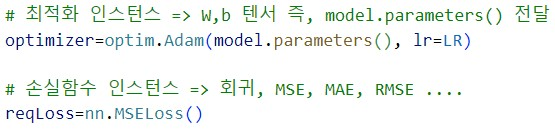 # 최적화 인스턴스 => W,b 텐서 즉, model.parameters() 전달
optimizer=optim.Adam(model.parameters(), lr=LR)
# 손실함수 인스턴스 => 회귀, MSE, MAE, RMSE ....
reqLoss=nn.MSELoss()